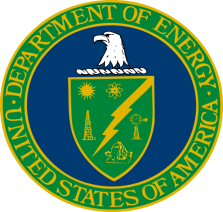 DEPARTMENT OF ENERGY
UNITED STATES OF AMERICA